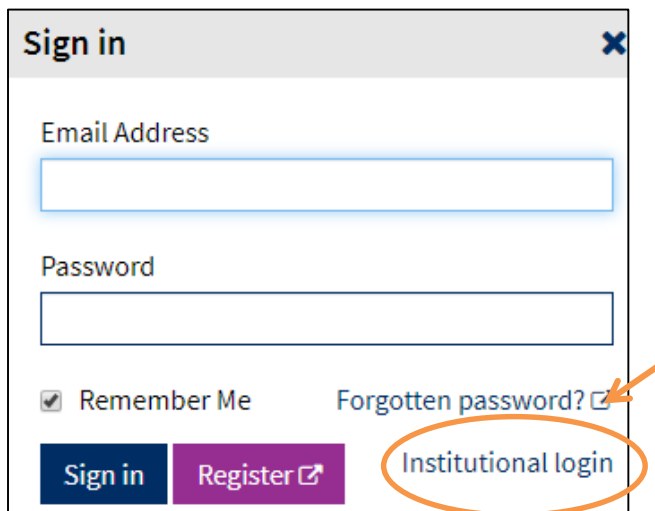 Sign in
Email Address
Password
Remember Me Forgotten password?
Sign in Register Institutional login